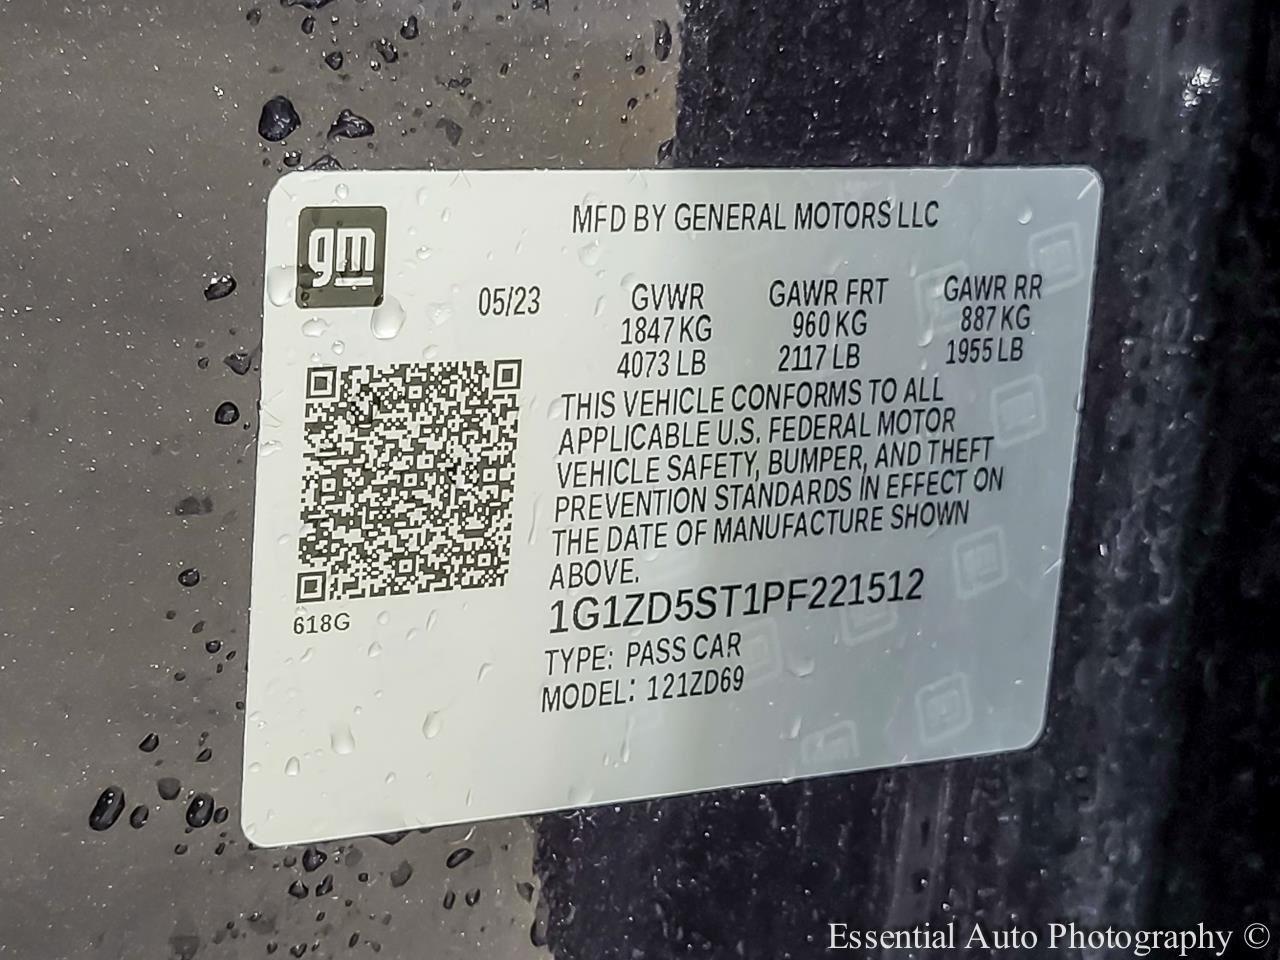 gm
MFD BY GENERAL MOTORS LLC
05/23
GVWR GAWR FRT GAWR RR
1847 KG 960 KG 887 KG
4073 LB 2117 LB 1955 LB
THIS VEHICLE CONFORMS TO ALL
APPLICABLE U.S. FEDERAL MOTOR
VEHICLE SAFETY, BUMPER, AND THEFT
PREVENTION STANDARDS IN EFFECT ON
THE DATE OF MANUFACTURE SHOWN
ABOVE.
1G1ZD5ST1PF221512
618G
TYPE: PASS CAR
MODEL: 121ZD69
Essential Auto Photography ©